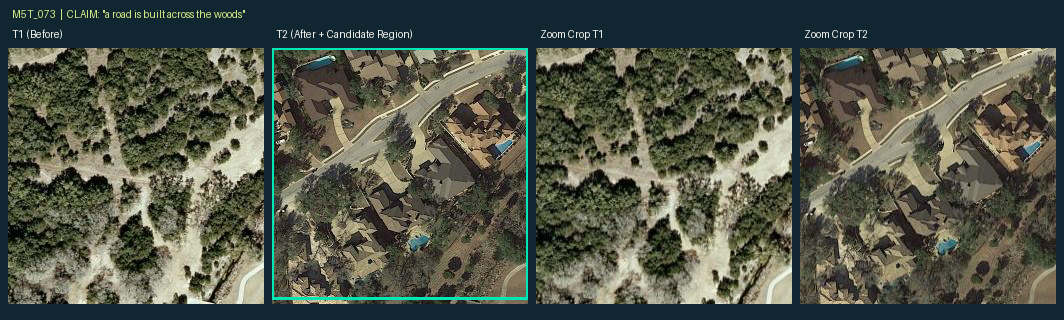 M5T_073 | CLAIM: "a road is built across the woods"
T1 (Before)
T2 (After + Candidate Region)
Zoom Crop T1
Zoom Crop T2